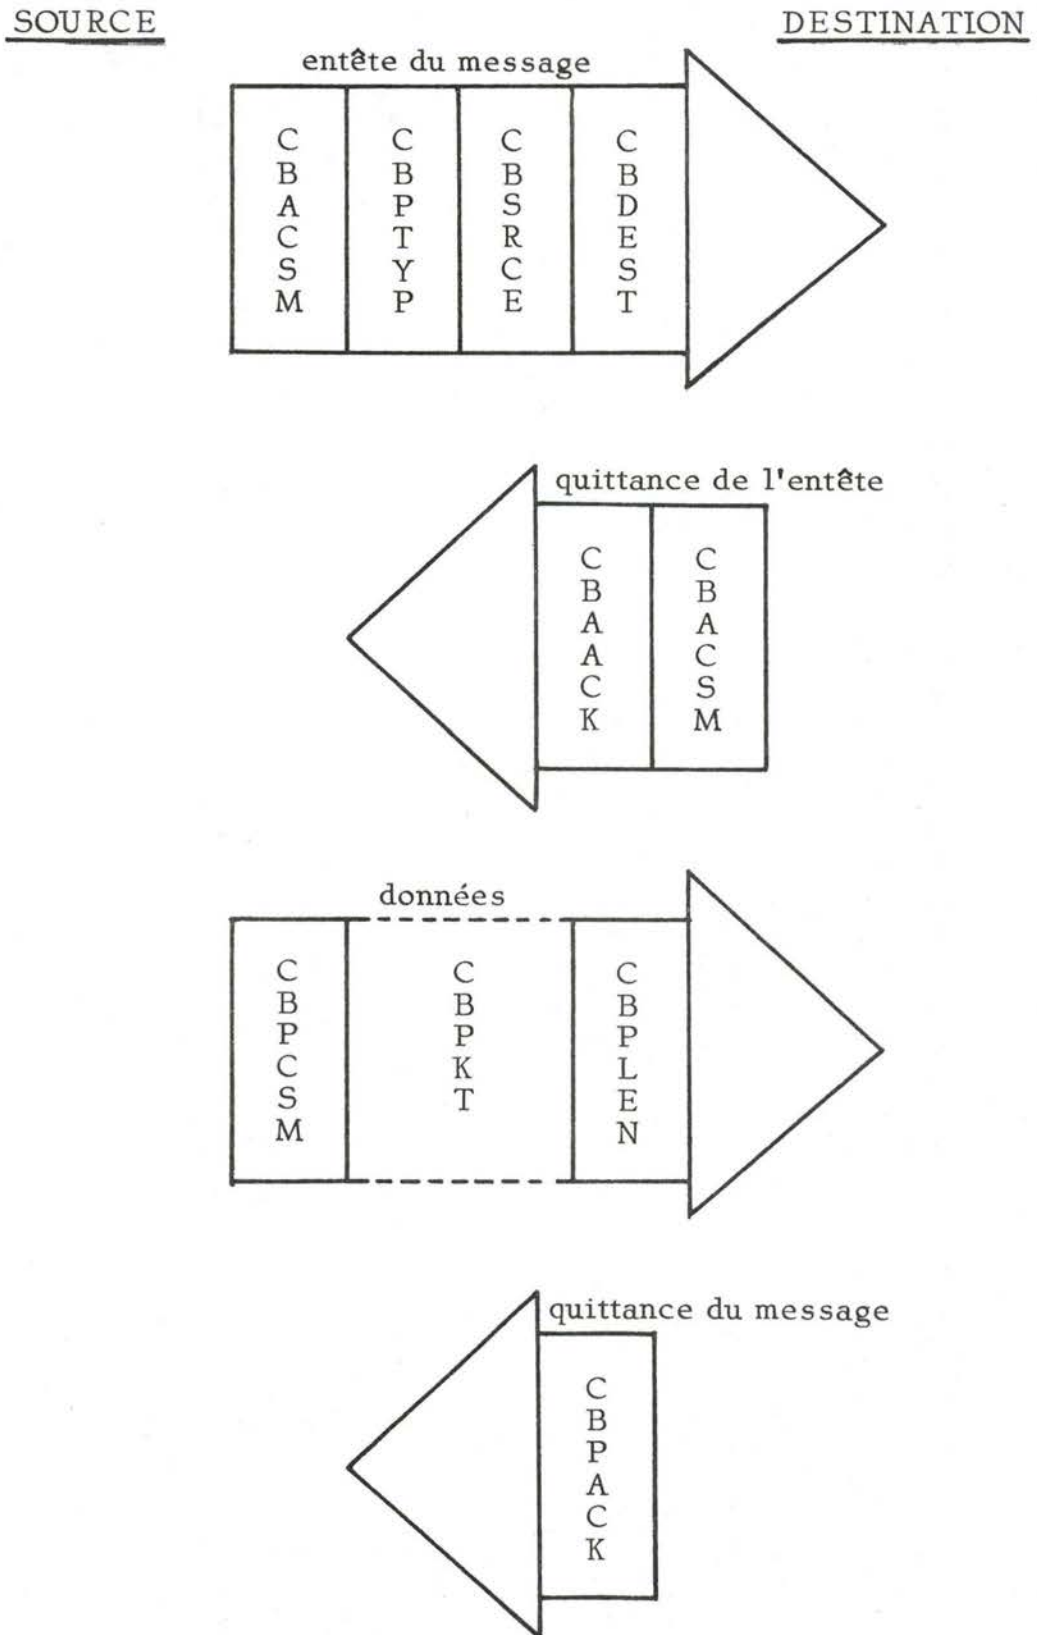 SOURCE
DESTINATION
entête du message
CBACSM
CBPTYP
CBSRCE
CBDEST
quittance de l'entête
CBAACK
CBACSM
données
CBPCSM
CBPKT
CBPLEN
quittance du message
CBPACK